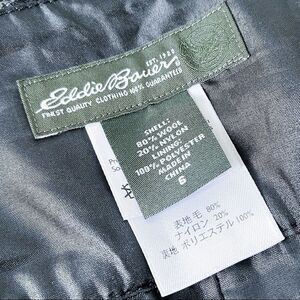 EST. 1920
Eddie Bauer
FINEST QUALITY CLOTHING 100% GUARANTEED
SHELL:
80% WOOL
20% NYLON
LINING:
100% POLYESTER
MADE IN
CHINA
6
表地毛 80%
ナイロン 20%
裏地 ポリエステル 100%